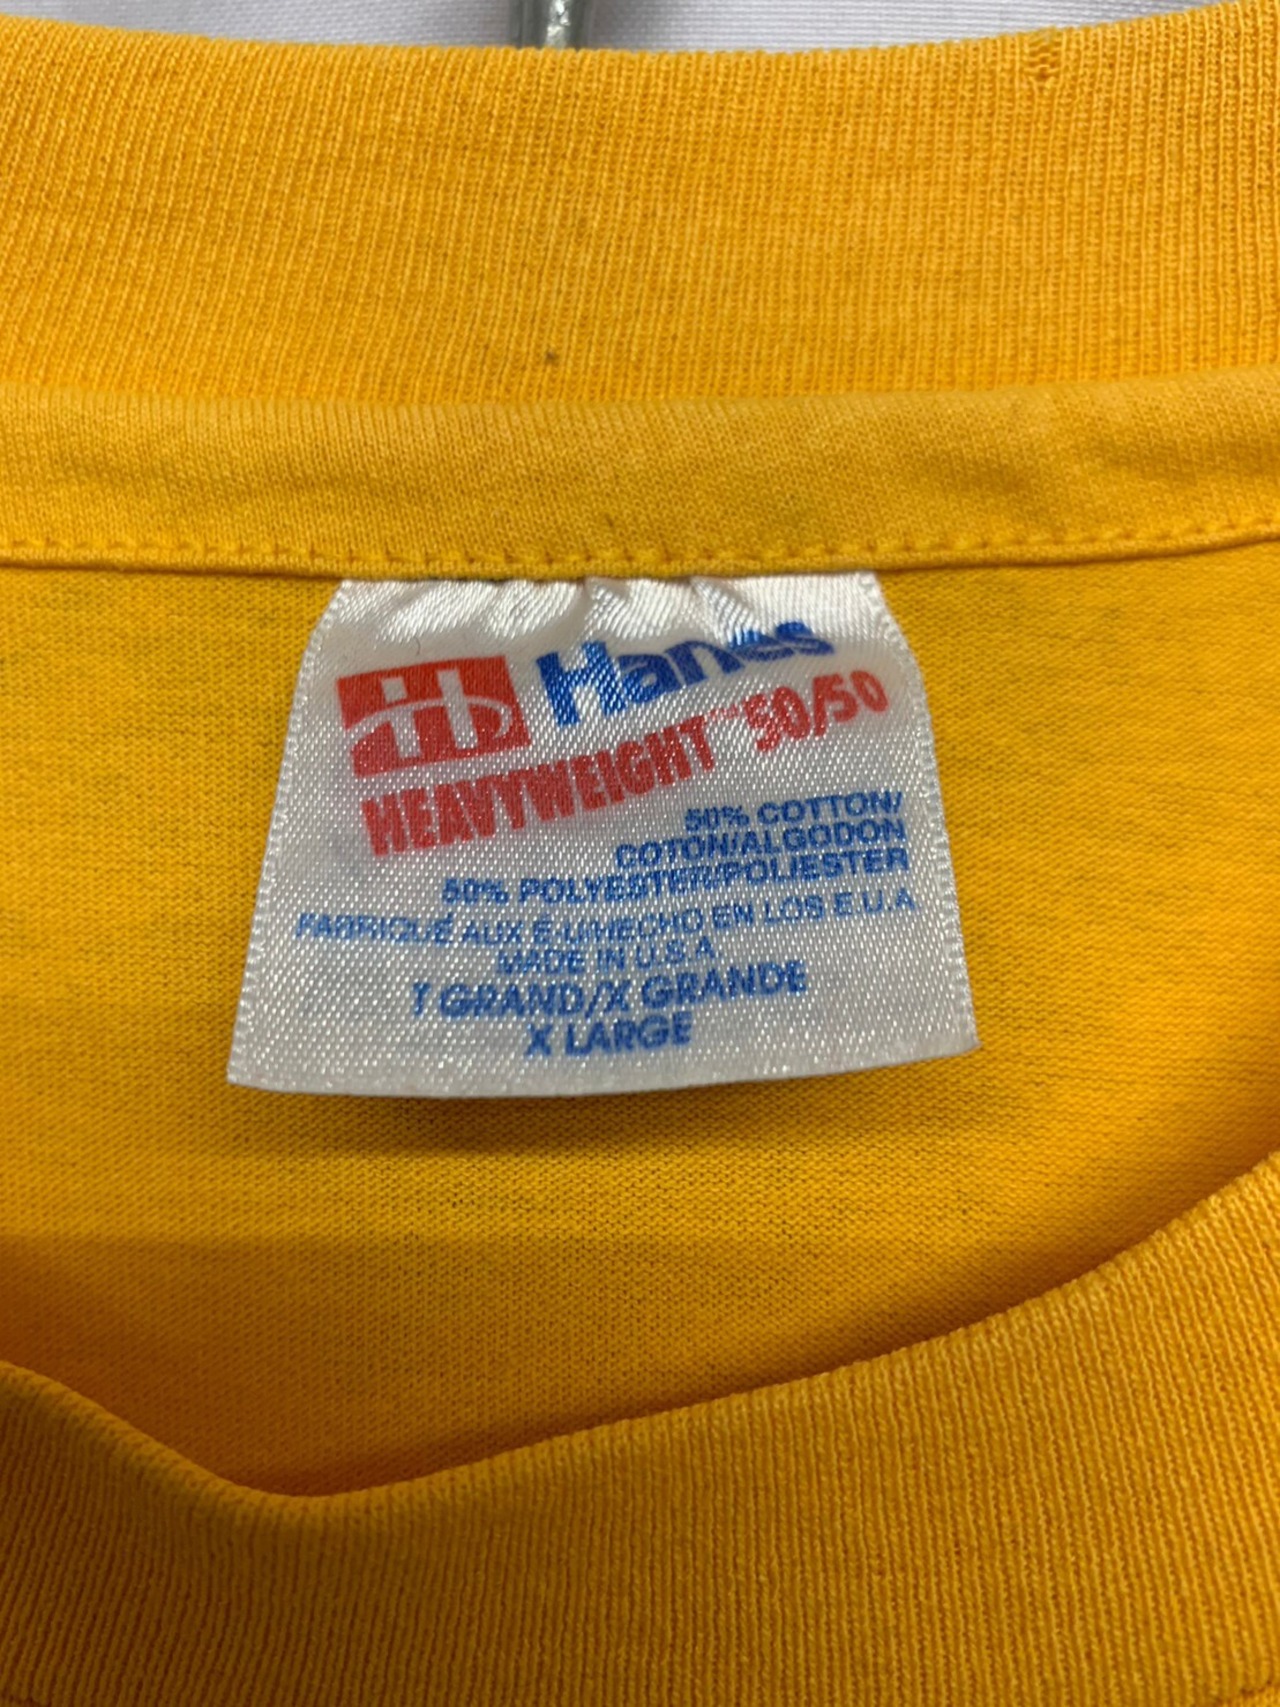 H Hanes
HEAVYWEIGHT™ 50/50
50% COTTON/
COTON/ALGODON
50% POLYESTER/POLIESTER
FABRIQUÉ AUX É-U/HECHO EN LOS E.U.A
MADE IN U.S.A.
T GRAND/X GRANDE
X LARGE